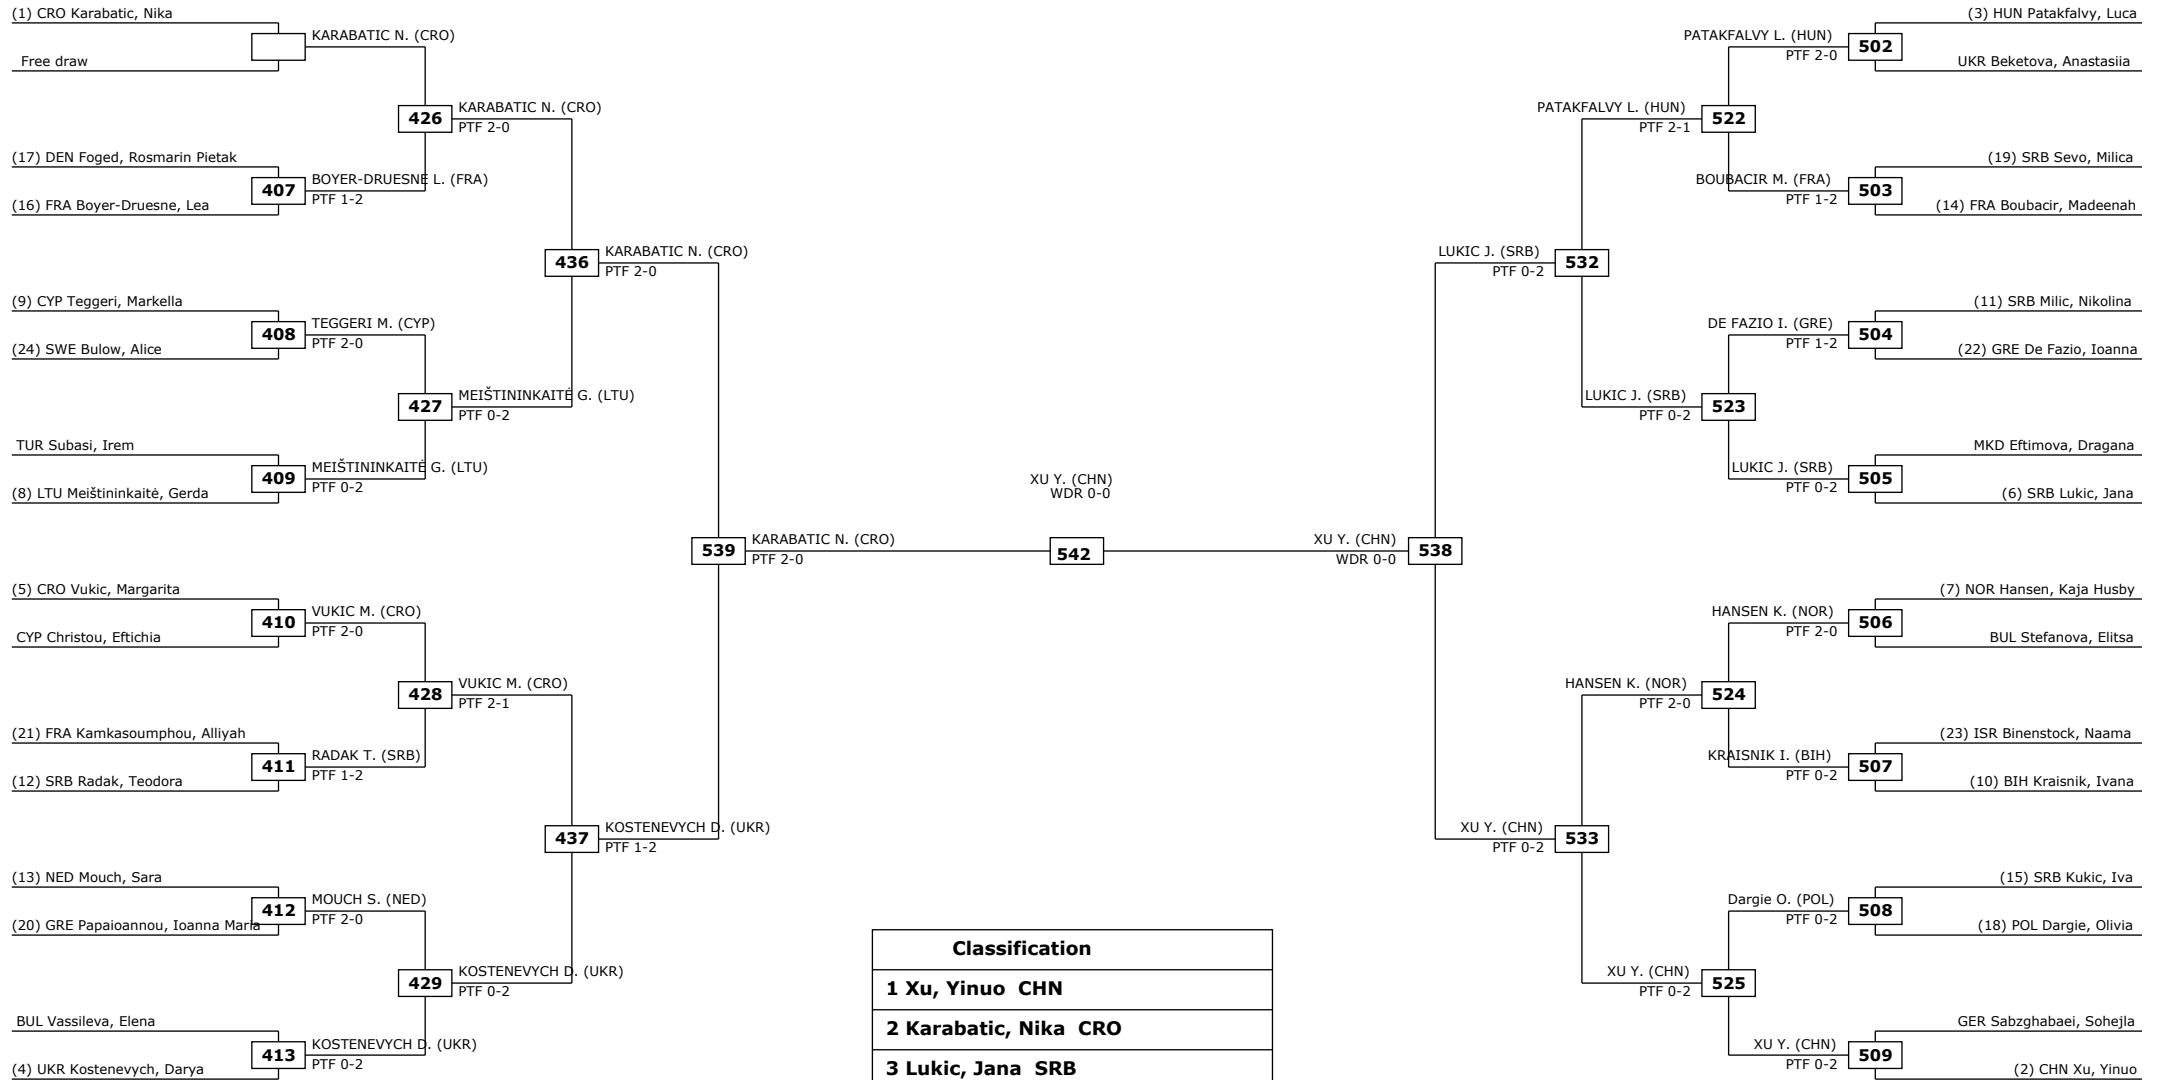 (1) CRO Karabatic, Nika
KARABATIC N. (CRO)
Free draw
426
KARABATIC N. (CRO)
PTF 2-0
(17) DEN Foged, Rosmarin Pietak
407
BOYER-DRUESNE L. (FRA)
PTF 1-2
(16) FRA Boyer-Druesne, Lea
436
KARABATIC N. (CRO)
PTF 2-0
(9) CYP Teggeri, Markella
408
TEGGERI M. (CYP)
PTF 2-0
(24) SWE Bulow, Alice
427
MEIŠTININKAITĖ G. (LTU)
PTF 0-2
TUR Subasi, Irem
409
MEIŠTININKAITĖ G. (LTU)
PTF 0-2
(8) LTU Meištininkaitė, Gerda
539
KARABATIC N. (CRO)
PTF 2-0
(5) CRO Vukic, Margarita
410
VUKIC M. (CRO)
PTF 2-0
CYP Christou, Eftichia
428
VUKIC M. (CRO)
PTF 2-1
(21) FRA Kamkasoumphou, Alliyah
411
RADAK T. (SRB)
PTF 1-2
(12) SRB Radak, Teodora
437
KOSTENEVYCH D. (UKR)
PTF 1-2
(13) NED Mouch, Sara
412
MOUCH S. (NED)
PTF 2-0
(20) GRE Papaioannou, Ioanna Maria
429
KOSTENEVYCH D. (UKR)
PTF 0-2
BUL Vassileva, Elena
413
KOSTENEVYCH D. (UKR)
PTF 0-2
(4) UKR Kostenevych, Darya
XU Y. (CHN)
WDR 0-0
542
(3) HUN Patakfalvy, Luca
PATAKFALVY L. (HUN)
PTF 2-0
502
UKR Beketova, Anastasiia
PATAKFALVY L. (HUN)
PTF 2-1
522
(19) SRB Sevo, Milica
BOUBACIR M. (FRA)
PTF 1-2
503
(14) FRA Boubacir, Madeenah
LUKIC J. (SRB)
PTF 0-2
532
(11) SRB Milic, Nikolina
DE FAZIO I. (GRE)
PTF 1-2
504
(22) GRE De Fazio, Ioanna
LUKIC J. (SRB)
PTF 0-2
523
MKD Eftimova, Dragana
LUKIC J. (SRB)
PTF 0-2
505
(6) SRB Lukic, Jana
XU Y. (CHN)
WDR 0-0
538
(7) NOR Hansen, Kaja Husby
HANSEN K. (NOR)
PTF 2-0
506
BUL Stefanova, Elitsa
HANSEN K. (NOR)
PTF 2-0
524
(23) ISR Binenstock, Naama
KRAISNIK I. (BIH)
PTF 0-2
507
(10) BIH Kraisnik, Ivana
XU Y. (CHN)
PTF 0-2
533
(15) SRB Kukic, Iva
Dargie O. (POL)
PTF 0-2
508
(18) POL Dargie, Olivia
XU Y. (CHN)
PTF 0-2
525
GER Sabzghabaei, Sohejla
XU Y. (CHN)
PTF 0-2
509
(2) CHN Xu, Yinuo
Classification
1 Xu, Yinuo CHN
2 Karabatic, Nika CRO
3 Lukic, Jana SRB